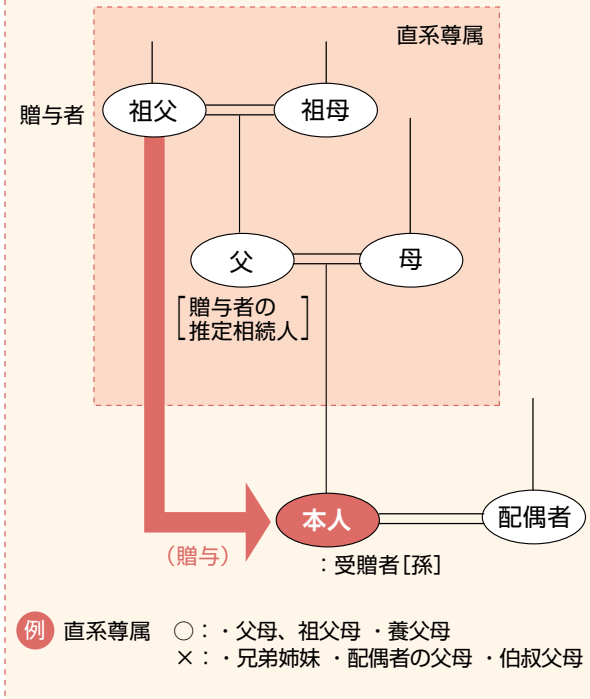 直系尊属
贈与者
祖父
祖母
父
母
[贈与者の
推定相続人]
本人
配偶者
(贈与)
：受贈者[孫]
例 直系尊属 ○：・父母、祖父母 ・養父母
×：・兄弟姉妹 ・配偶者の父母 ・伯叔父母